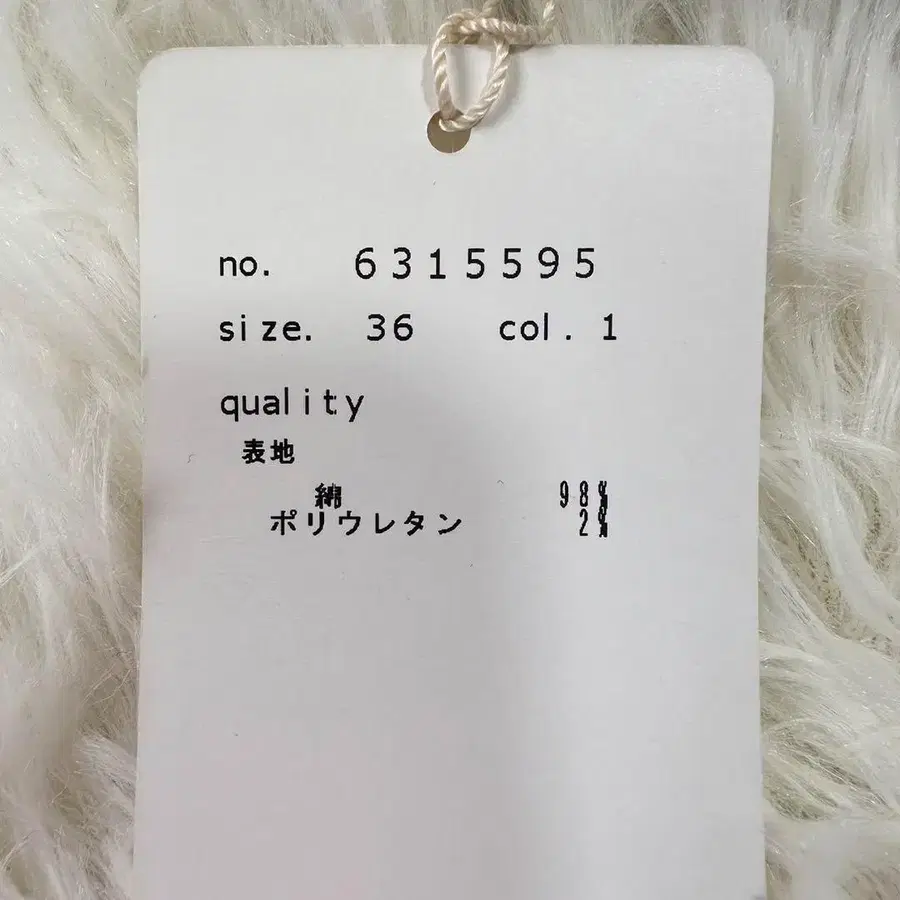 no. 6315595
size. 36 col. 1
quality
表地
綿 98%
ポリウレタン 2%